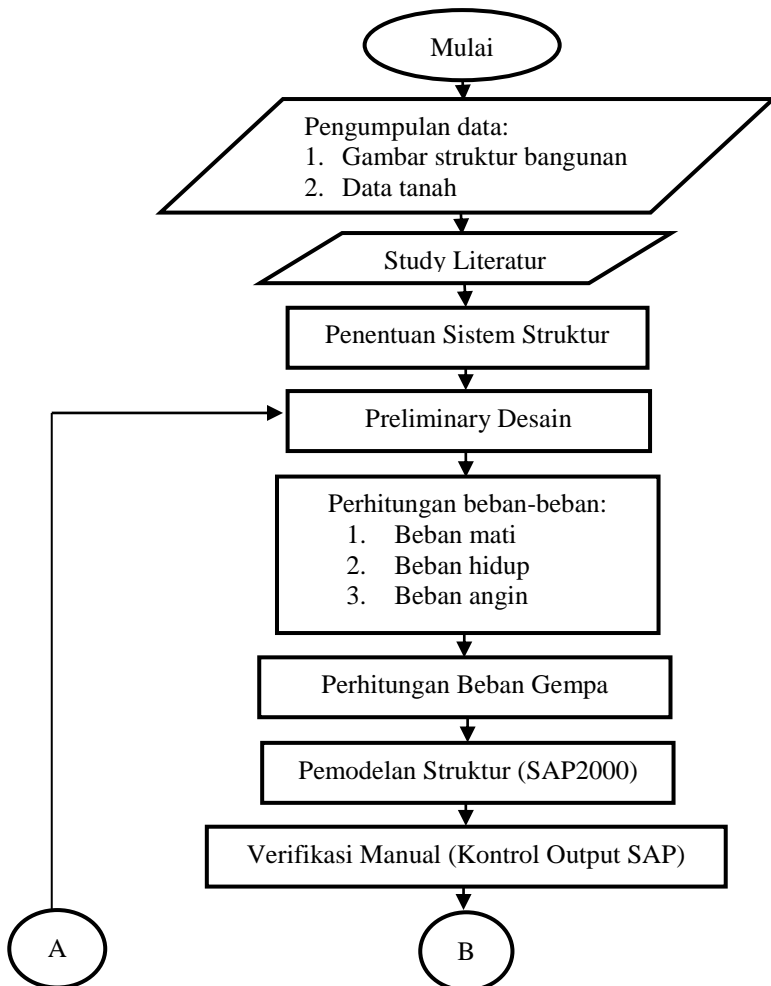 Mulai
Pengumpulan data:
1. Gambar struktur bangunan
2. Data tanah
Study Literatur
Penentuan Sistem Struktur
Preliminary Desain
Perhitungan beban-beban:
1. Beban mati
2. Beban hidup
3. Beban angin
Perhitungan Beban Gempa
Pemodelan Struktur (SAP2000)
Verifikasi Manual (Kontrol Output SAP)
A
B